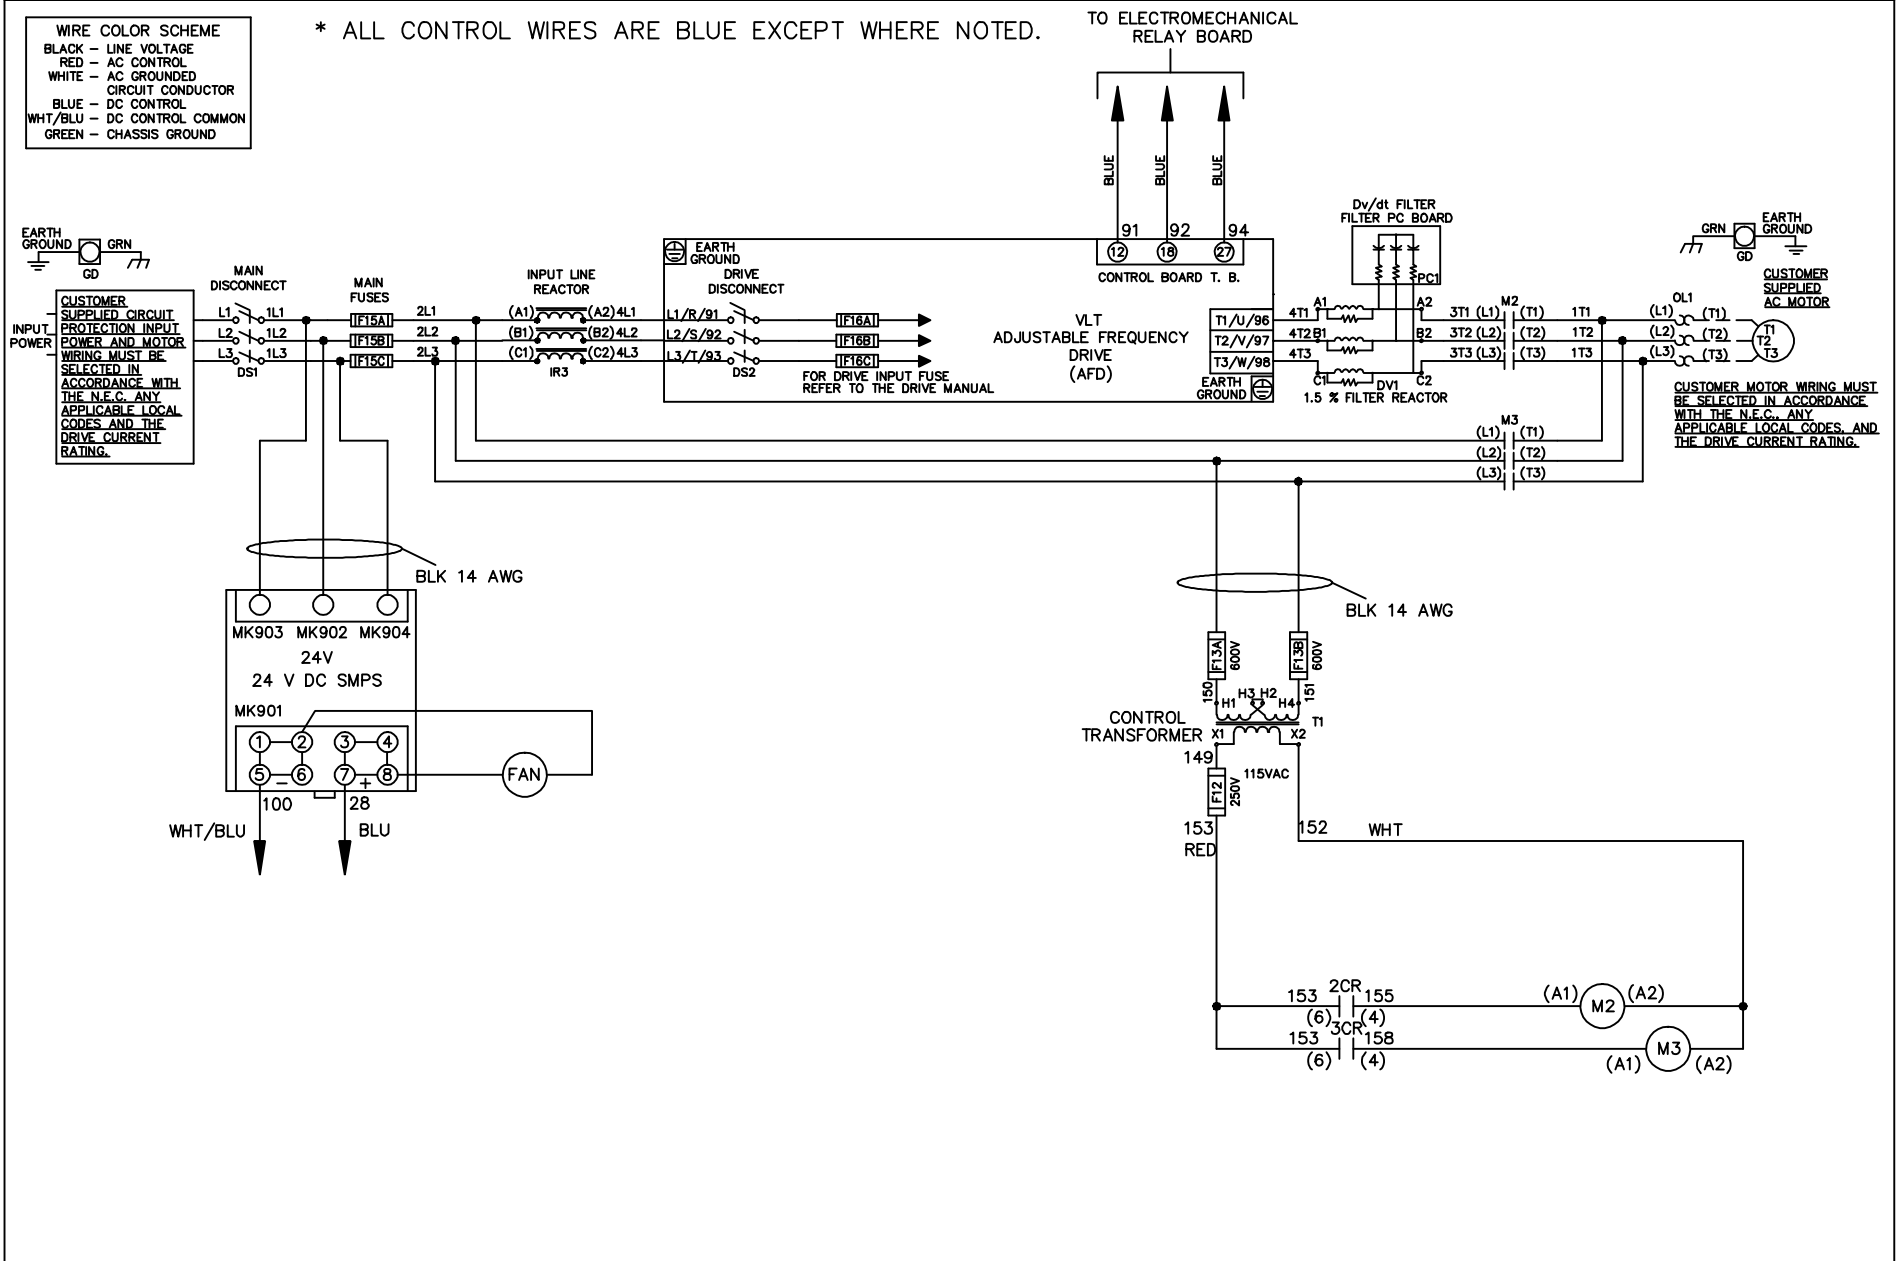 WIRE COLOR SCHEME
BLACK – LINE VOLTAGE
RED – AC CONTROL
WHITE – AC GROUNDED
CIRCUIT CONDUCTOR
BLUE – DC CONTROL
WHT/BLU – DC CONTROL COMMON
GREEN – CHASSIS GROUND
* ALL CONTROL WIRES ARE BLUE EXCEPT WHERE NOTED.
TO ELECTROMECHANICAL
RELAY BOARD
BLUE
BLUE
BLUE
91 92 94
12 18 27
CONTROL BOARD T. B.
EARTH
GROUND
GRN
GD
CUSTOMER
SUPPLIED CIRCUIT
PROTECTION INPUT
POWER AND MOTOR
WIRING MUST BE
SELECTED IN
ACCORDANCE WITH
THE N.E.C. ANY
APPLICABLE LOCAL
CODES AND THE
DRIVE CURRENT
RATING.
INPUT
POWER
MAIN
DISCONNECT
L1 1L1
L2 1L2
L3 1L3
DS1
MAIN
FUSES
F15A
F15B
F15C
2L1
2L2
2L3
INPUT LINE
REACTOR
(A1) (A2) 4L1
(B1) (B2) 4L2
(C1) (C2) 4L3
IR3
EARTH
GROUND
DRIVE
DISCONNECT
L1/R/91
L2/S/92
L3/T/93
DS2
F16A
F16B
F16C
FOR DRIVE INPUT FUSE
REFER TO THE DRIVE MANUAL
VLT
ADJUSTABLE FREQUENCY
DRIVE
(AFD)
T1/U/96
T2/V/97
T3/W/98
EARTH
GROUND
4T1
4T2
4T3
Dv/dt FILTER
FILTER PC BOARD
PC1
A1 A2
B1 B2
C1 C2
DV1
1.5 % FILTER REACTOR
M2
3T1 (L1) (T1) 1T1
3T2 (L2) (T2) 1T2
3T3 (L3) (T3) 1T3
M3
(L1) (T1)
(L2) (T2)
(L3) (T3)
OL1
(L1) (T1)
(L2) (T2)
(L3) (T3)
GRN
EARTH
GROUND
GD
CUSTOMER
SUPPLIED
AC MOTOR
T1
T2
T3
CUSTOMER MOTOR WIRING MUST
BE SELECTED IN ACCORDANCE
WITH THE N.E.C., ANY
APPLICABLE LOCAL CODES, AND
THE DRIVE CURRENT RATING.
BLK 14 AWG
MK903 MK902 MK904
24V
24 V DC SMPS
MK901
1 2 3 4
5 – 6 7 + 8
FAN
100 28
WHT/BLU BLU
BLK 14 AWG
F13A
600V
F13B
600V
150
151
H1 H3 H2 H4
T1
CONTROL
TRANSFORMER
X1 X2
149
115VAC
F12
250V
153
RED
152 WHT
2CR
153 155
(6) (4)
(A1) M2 (A2)
3CR
153 158
(6) (4)
(A1) M3 (A2)